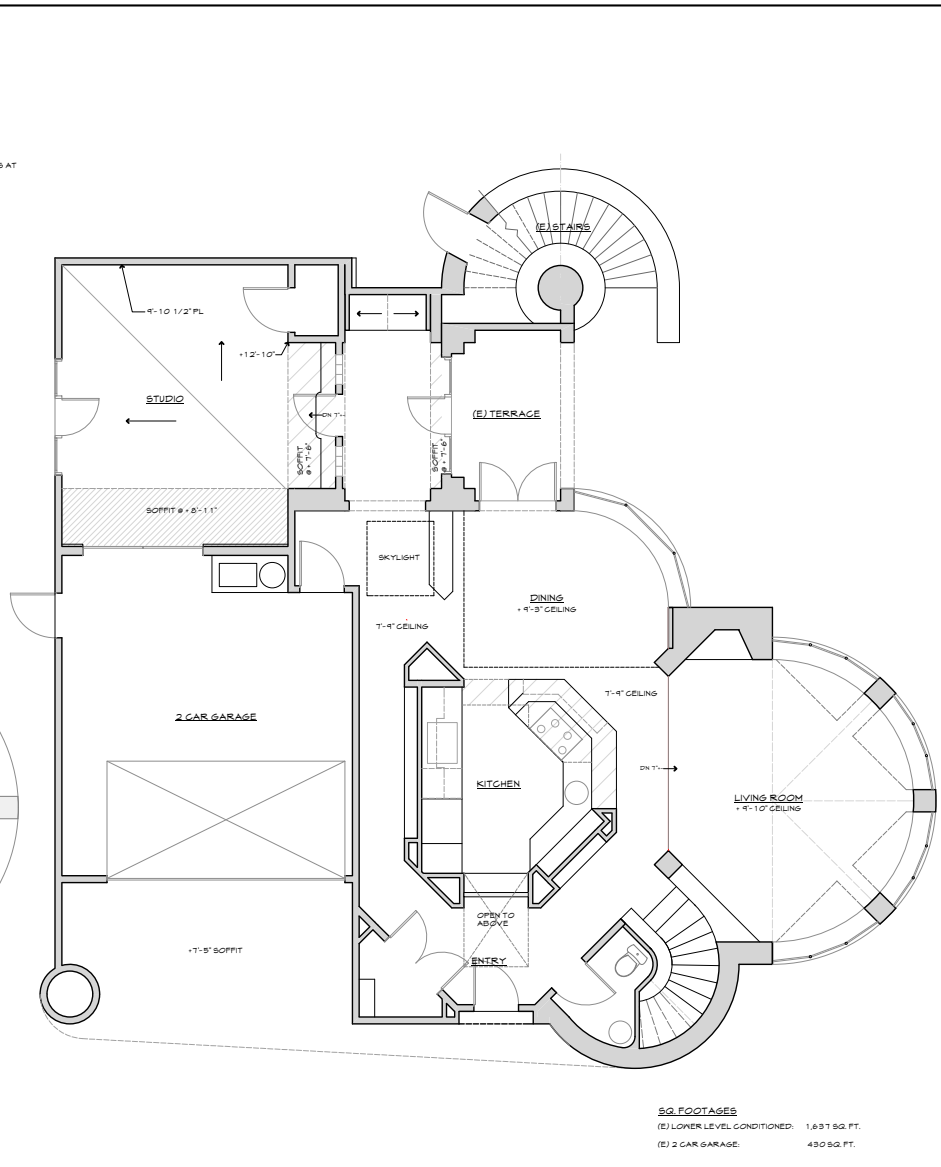 S AT
(E) STAIRS
9'-10 1/2" PL
+12'-10"
STUDIO
DN 7"
(E) TERRACE
SOFFIT
@ + 7'-6"
SOFFIT
@ + 7'-6"
SOFFIT @ + 8'-11"
SKYLIGHT
DINING
+ 9'-3" CEILING
7'-9" CEILING
7'-9" CEILING
2 CAR GARAGE
DN 7"
KITCHEN
LIVING ROOM
+ 9'-10" CEILING
OPEN TO
ABOVE
+7'-5" SOFFIT
ENTRY
SQ. FOOTAGES
(E) LOWER LEVEL CONDITIONED: 1,637 SQ. FT.
(E) 2 CAR GARAGE: 430 SQ. FT.